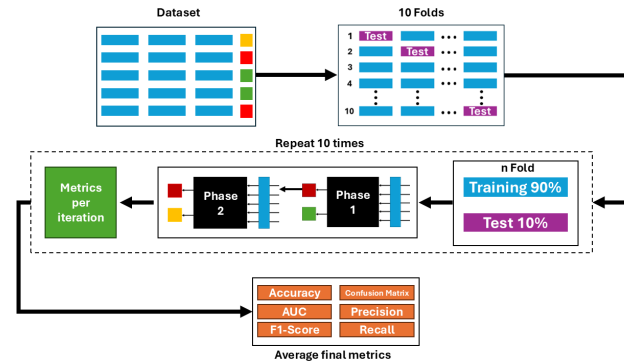 Dataset
10 Folds
1 Test
2 Test
3
4
10 Test
Repeat 10 times
n Fold
Training 90%
Test 10%
Phase
1
Phase
2
Metrics
per
iteration
Accuracy
Confusion Matrix
AUC
Precision
F1-Score
Recall
Average final metrics